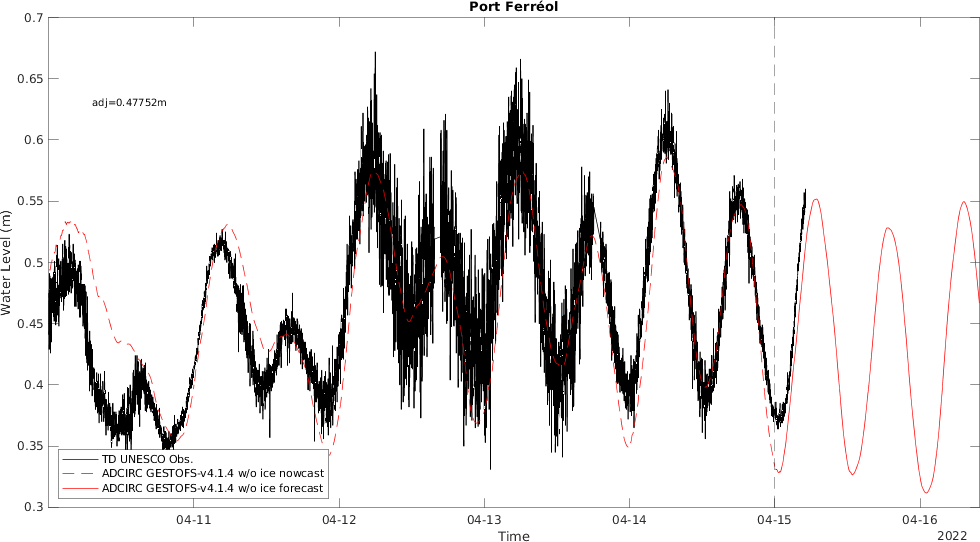 Port Ferréol
0.7
0.65
0.6
0.55
0.5
0.45
0.4
0.35
0.3
Water Level (m)
adj=0.47752m
TD UNESCO Obs.
ADCIRC GESTOFS-v4.1.4 w/o ice nowcast
ADCIRC GESTOFS-v4.1.4 w/o ice forecast
04-11 04-12 04-13 04-14 04-15 04-16
Time
2022